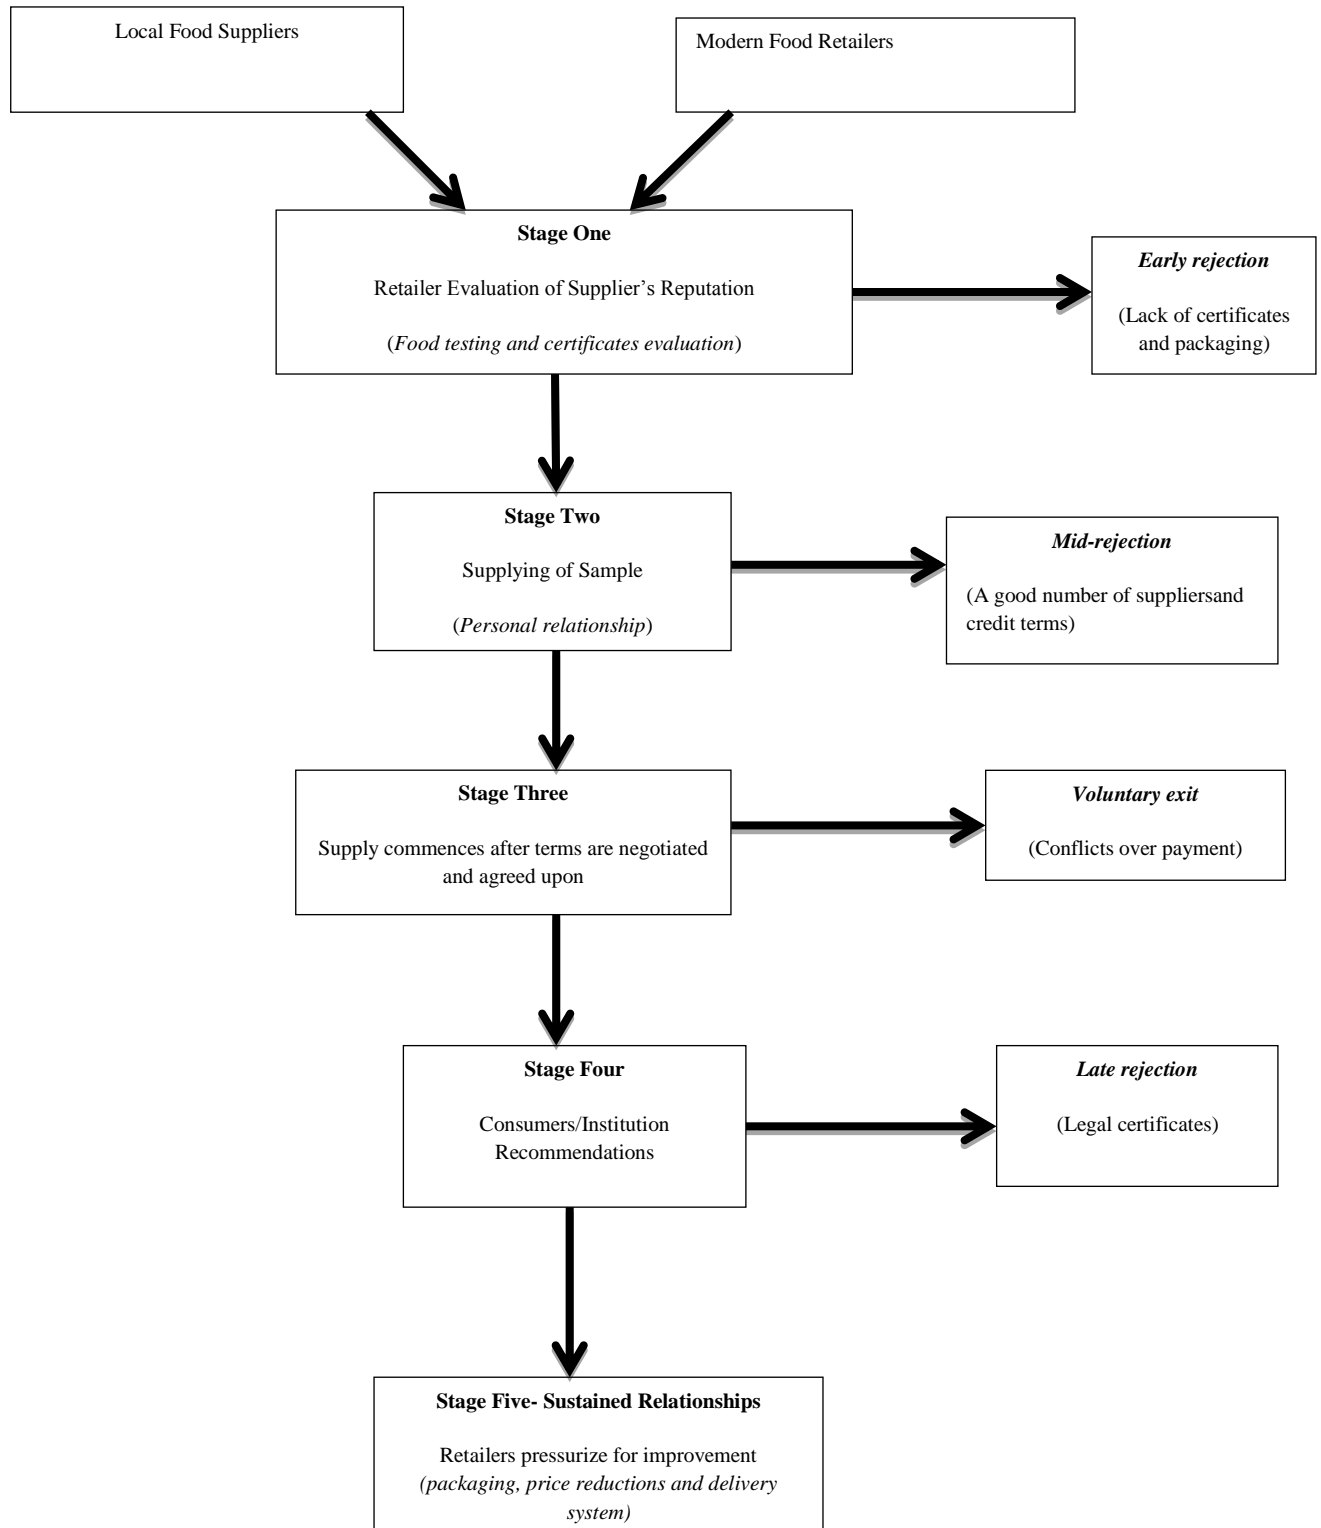 Local Food Suppliers
Modern Food Retailers
Stage One
Retailer Evaluation of Supplier’s Reputation
(Food testing and certificates evaluation)
Early rejection
(Lack of certificates
and packaging)
Stage Two
Supplying of Sample
(Personal relationship)
Mid-rejection
(A good number of suppliersand
credit terms)
Stage Three
Supply commences after terms are negotiated
and agreed upon
Voluntary exit
(Conflicts over payment)
Stage Four
Consumers/Institution
Recommendations
Late rejection
(Legal certificates)
Stage Five- Sustained Relationships
Retailers pressurize for improvement
(packaging, price reductions and delivery
system)